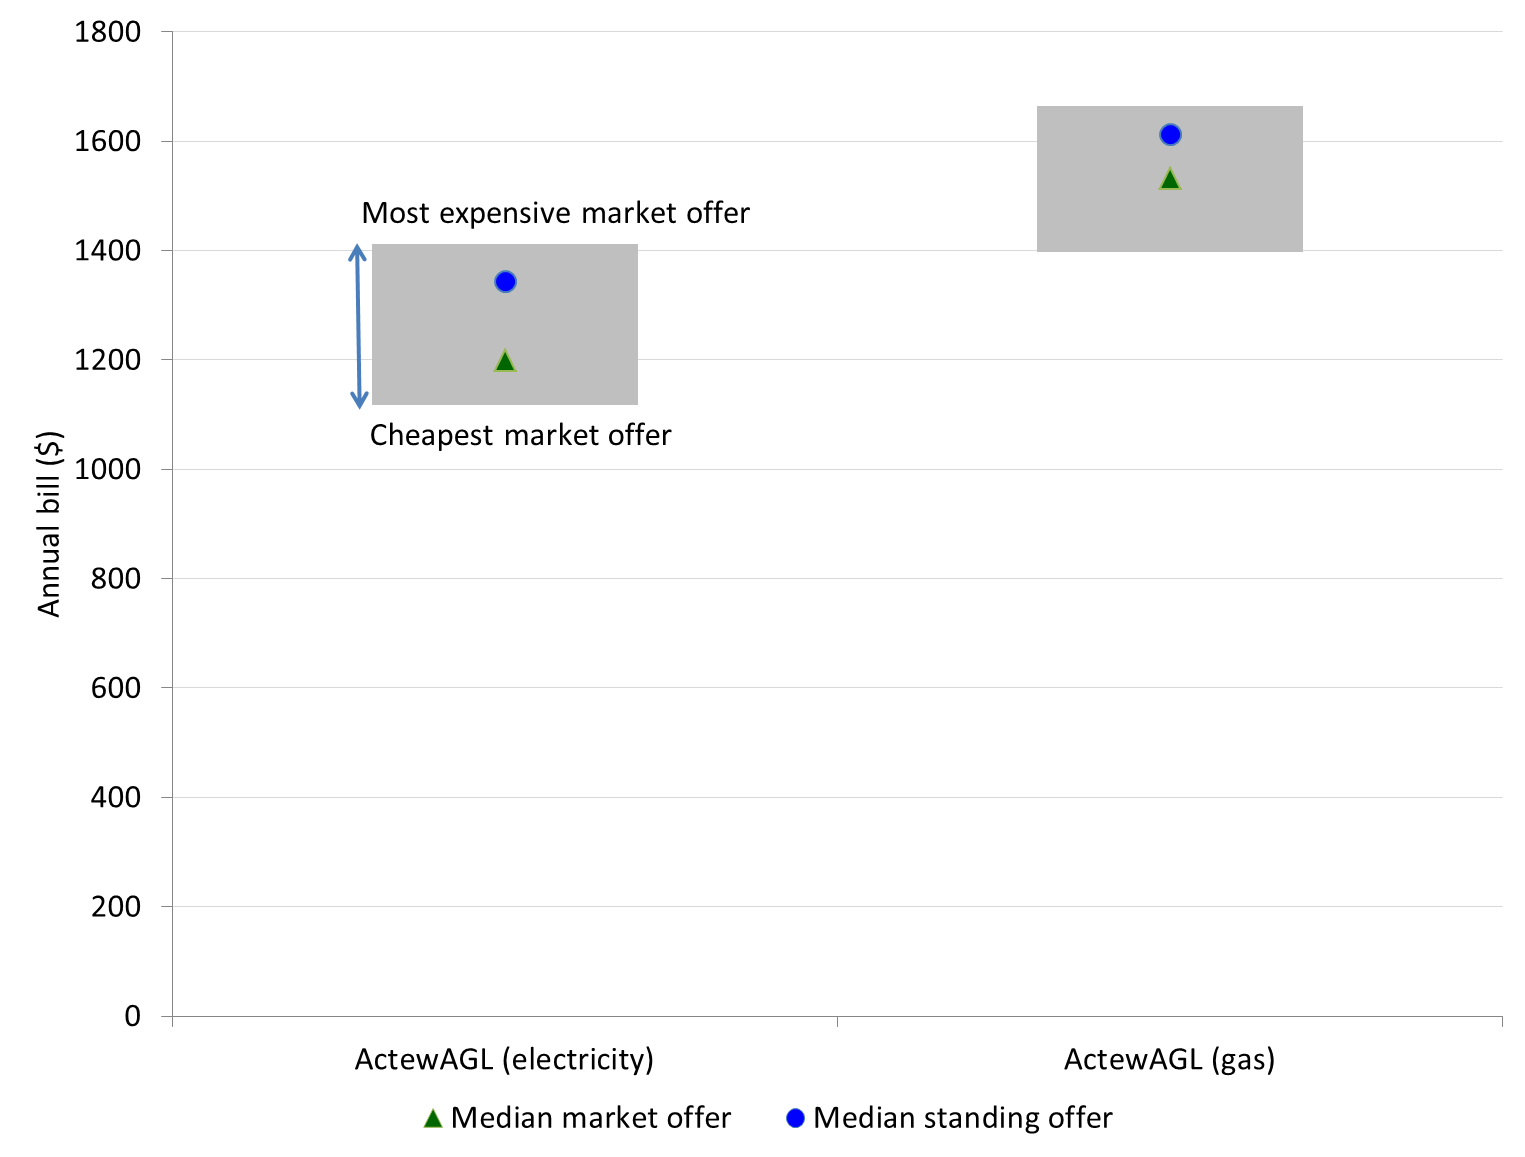 1800
1600
1400
1200
1000
800
600
400
200
0
Annual bill ($)
Most expensive market offer
Cheapest market offer
ActewAGL (electricity)
ActewAGL (gas)
Median market offer
Median standing offer